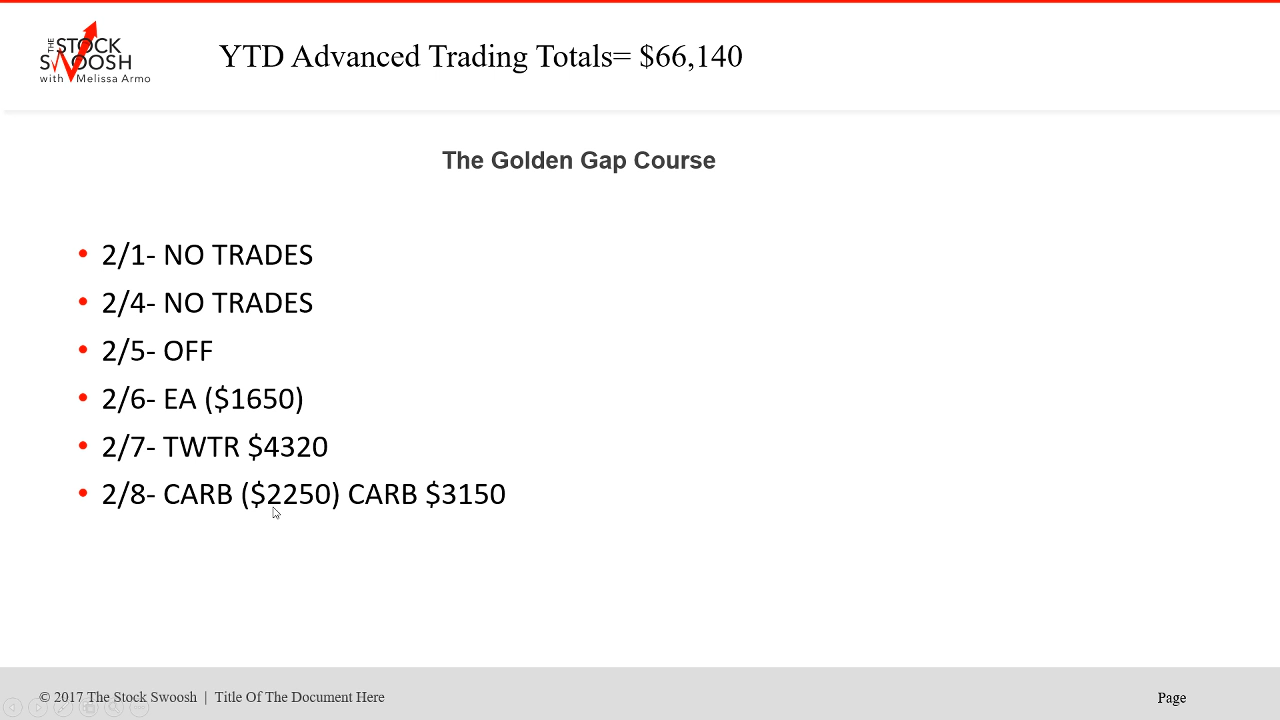 THE STOCK
SWOOSH
with Melissa Armo
YTD Advanced Trading Totals= $66,140
The Golden Gap Course
• 2/1- NO TRADES
• 2/4- NO TRADES
• 2/5- OFF
• 2/6- EA ($1650)
• 2/7- TWTR $4320
• 2/8- CARB ($2250) CARB $3150
© 2017 The Stock Swoosh | Title Of The Document Here
Page